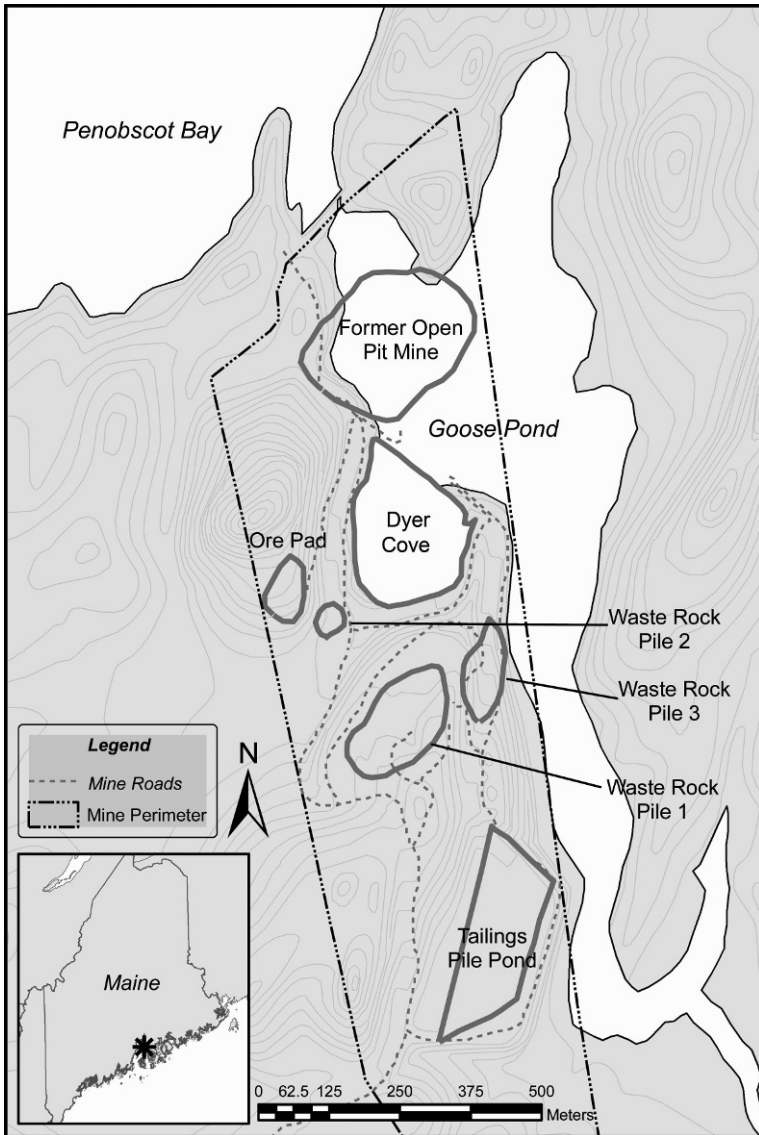 Penobscot Bay
Former Open
Pit Mine
Goose Pond
Dyer
Cove
Ore Pad
Waste Rock
Pile 2
Waste Rock
Pile 3
Waste Rock
Pile 1
Legend
Mine Roads
Mine Perimeter
N
Tailings
Pile Pond
Maine
0 62.5 125 250 375 500
Meters